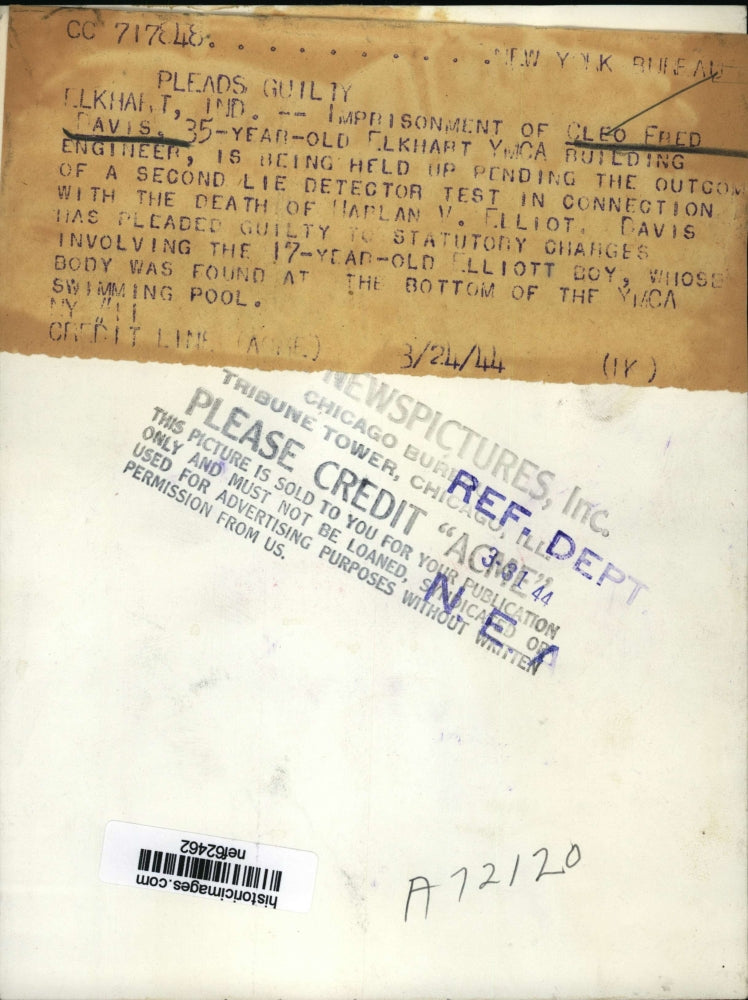 CC 717848. . . . . . . . . . . .NEW YORK BUREAU
PLEADS GUILTY
ELKHART, IND. -- IMPRISONMENT OF CLEO FRED
DAVIS, 35-YEAR-OLD ELKHART YMCA BUILDING
ENGINEER, IS BEING HELD UP PENDING THE OUTCOM
OF A SECOND LIE DETECTOR TEST IN CONNECTION
WITH THE DEATH OF HARLAN V. ELLIOT. DAVIS
HAS PLEADED GUILTY TO STATUTORY CHARGES
INVOLVING THE 17-YEAR-OLD ELLIOTT BOY, WHOSE
BODY WAS FOUND AT THE BOTTOM OF THE YMCA
SWIMMING POOL.
NY #11
CREDIT LINE (ACME) 3/24/44 (IK)
NEWSPICTURES, Inc.
CHICAGO BUREAU
TRIBUNE TOWER, CHICAGO, ILL.
PLEASE CREDIT "ACME"
THIS PICTURE IS SOLD TO YOU FOR YOUR PUBLICATION
ONLY AND MUST NOT BE LOANED, SYNDICATED OR
USED FOR ADVERTISING PURPOSES WITHOUT WRITTEN
PERMISSION FROM US.
REF. DEPT
3-31 44
N. E. A
historicimages.com
nef62462
A72120